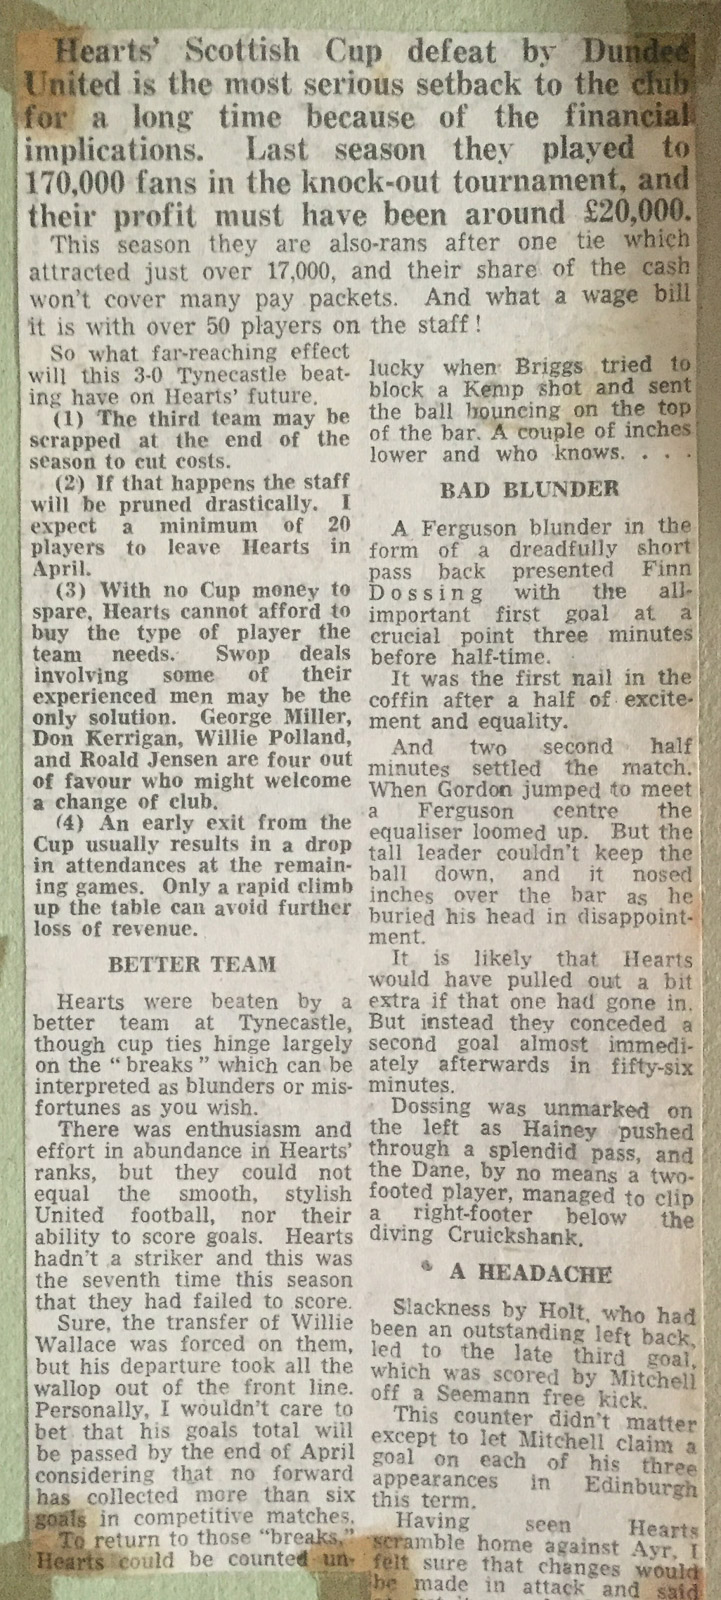 Hearts' Scottish Cup defeat by Dundee
United is the most serious setback to the club
for a long time because of the financial
implications. Last season they played to
170,000 fans in the knock-out tournament, and
their profit must have been around £20,000.
This season they are also-rans after one tie which
attracted just over 17,000, and their share of the cash
won't cover many pay packets. And what a wage bill
it is with over 50 players on the staff!
So what far-reaching effect
will this 3-0 Tynecastle beat-
ing have on Hearts' future.
(1) The third team may be
scrapped at the end of the
season to cut costs.
(2) If that happens the staff
will be pruned drastically. I
expect a minimum of 20
players to leave Hearts in
April.
(3) With no Cup money to
spare, Hearts cannot afford to
buy the type of player the
team needs. Swop deals
involving some of their
experienced men may be the
only solution. George Miller,
Don Kerrigan, Willie Polland,
and Roald Jensen are four out
of favour who might welcome
a change of club.
(4) An early exit from the
Cup usually results in a drop
in attendances at the remain-
ing games. Only a rapid climb
up the table can avoid further
loss of revenue.
BETTER TEAM
Hearts were beaten by a
better team at Tynecastle,
though cup ties hinge largely
on the "breaks" which can be
interpreted as blunders or mis-
fortunes as you wish.
There was enthusiasm and
effort in abundance in Hearts'
ranks, but they could not
equal the smooth, stylish
United football, nor their
ability to score goals. Hearts
hadn't a striker and this was
the seventh time this season
that they had failed to score.
Sure, the transfer of Willie
Wallace was forced on them,
but his departure took all the
wallop out of the front line.
Personally, I wouldn't care to
bet that his goals total will
be passed by the end of April
considering that no forward
has collected more than six
goals in competitive matches.
To return to those "breaks,"
Hearts could be counted un-
lucky when Briggs tried to
block a Kemp shot and sent
the ball bouncing on the top
of the bar. A couple of inches
lower and who knows. . . .
BAD BLUNDER
A Ferguson blunder in the
form of a dreadfully short
pass back presented Finn
Dossing with the all-
important first goal at a
crucial point three minutes
before half-time.
It was the first nail in the
coffin after a half of excite-
ment and equality.
And two second half
minutes settled the match.
When Gordon jumped to meet
a Ferguson centre the
equaliser loomed up. But the
tall leader couldn't keep the
ball down, and it nosed
inches over the bar as he
buried his head in disappoint-
ment.
It is likely that Hearts
would have pulled out a bit
extra if that one had gone in.
But instead they conceded a
second goal almost immedi-
ately afterwards in fifty-six
minutes.
Dossing was unmarked on
the left as Hainey pushed
through a splendid pass, and
the Dane, by no means a two-
footed player, managed to clip
a right-footer below the
diving Cruickshank.
A HEADACHE
Slackness by Holt, who had
been an outstanding left back,
led to the late third goal,
which was scored by Mitchell
off a Seemann free kick.
This counter didn't matter
except to let Mitchell claim a
goal on each of his three
appearances in Edinburgh
this term.
Having seen Hearts
scramble home against Ayr, I
felt sure that changes would
be made in attack and said